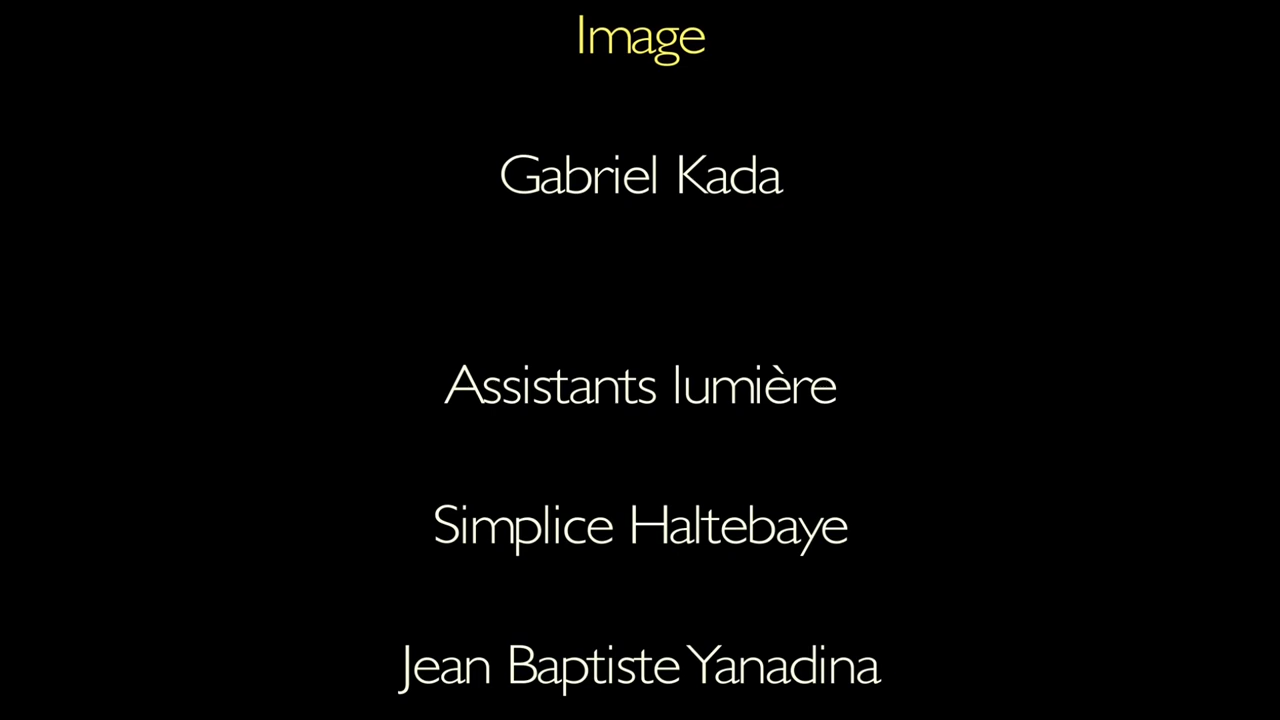 Image
Gabriel Kada
Assistants lumière
Simplice Haltebaye
Jean Baptiste Yanadina